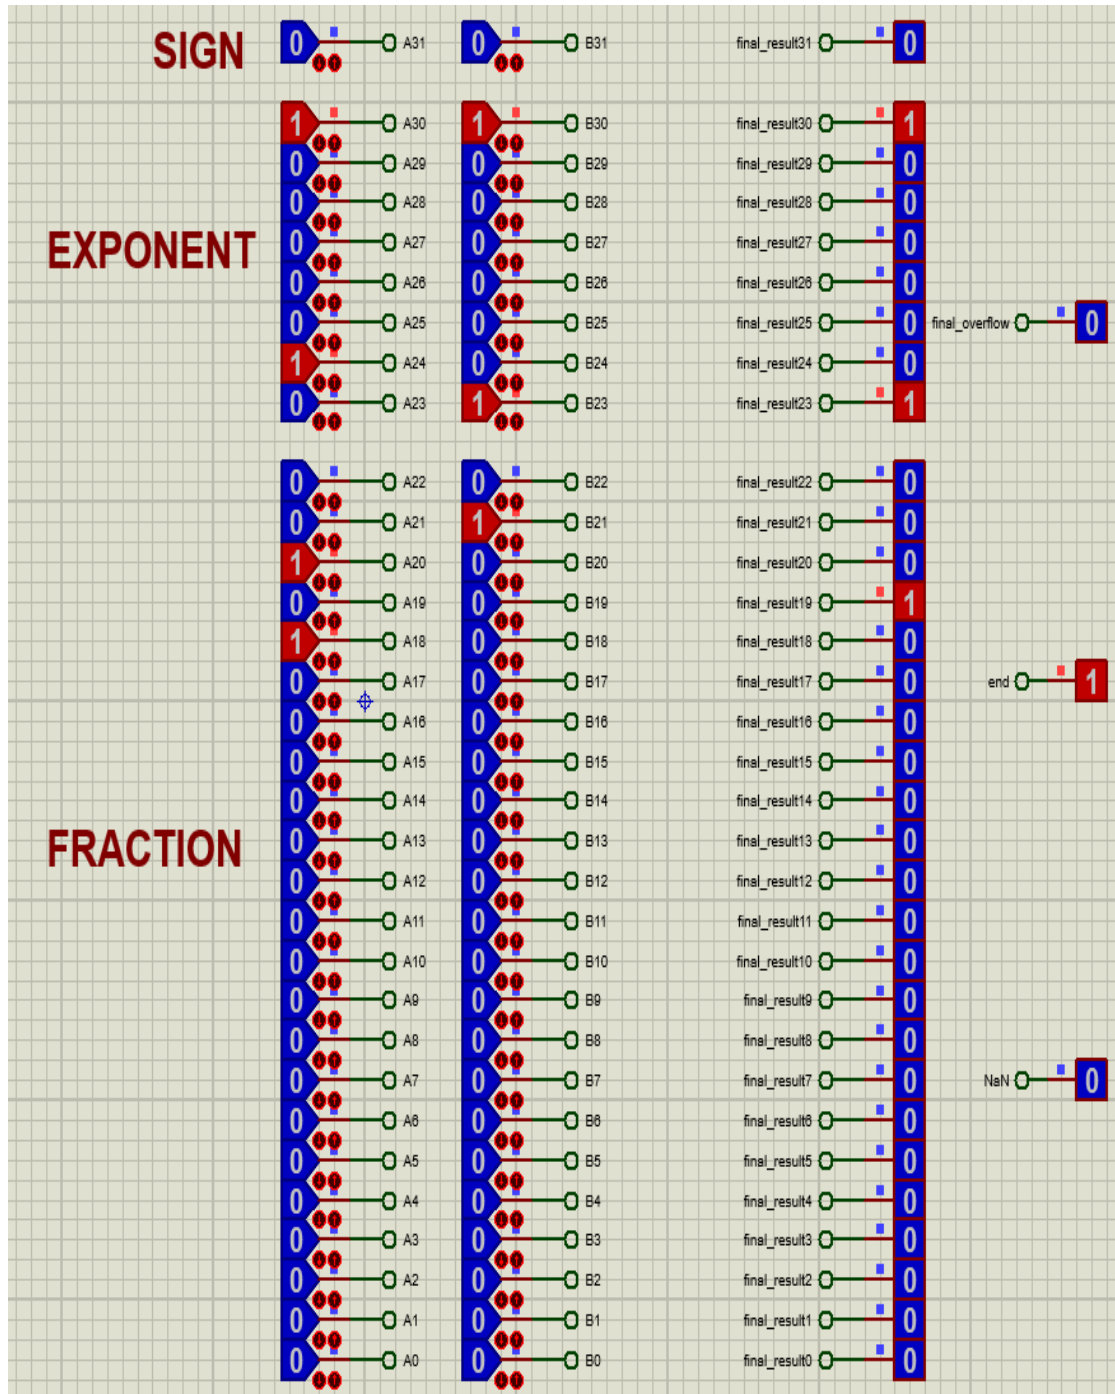 SIGN 0 A31 0 B31 final_result31 0
1 A30 1 B30 final_result30 1
0 A29 0 B29 final_result29 0
0 A28 0 B28 final_result28 0
EXPONENT 0 A27 0 B27 final_result27 0
0 A26 0 B26 final_result26 0
0 A25 0 B25 final_result25 0 final_overflow 0
1 A24 0 B24 final_result24 0
0 A23 1 B23 final_result23 1
0 A22 0 B22 final_result22 0
0 A21 1 B21 final_result21 0
1 A20 0 B20 final_result20 0
0 A19 0 B19 final_result19 1
1 A18 0 B18 final_result18 0
0 A17 0 B17 final_result17 0 end 1
0 A16 0 B16 final_result16 0
0 A15 0 B15 final_result15 0
0 A14 0 B14 final_result14 0
FRACTION 0 A13 0 B13 final_result13 0
0 A12 0 B12 final_result12 0
0 A11 0 B11 final_result11 0
0 A10 0 B10 final_result10 0
0 A9 0 B9 final_result9 0
0 A8 0 B8 final_result8 0
0 A7 0 B7 final_result7 0 NaN 0
0 A6 0 B6 final_result6 0
0 A5 0 B5 final_result5 0
0 A4 0 B4 final_result4 0
0 A3 0 B3 final_result3 0
0 A2 0 B2 final_result2 0
0 A1 0 B1 final_result1 0
0 A0 0 B0 final_result0 0